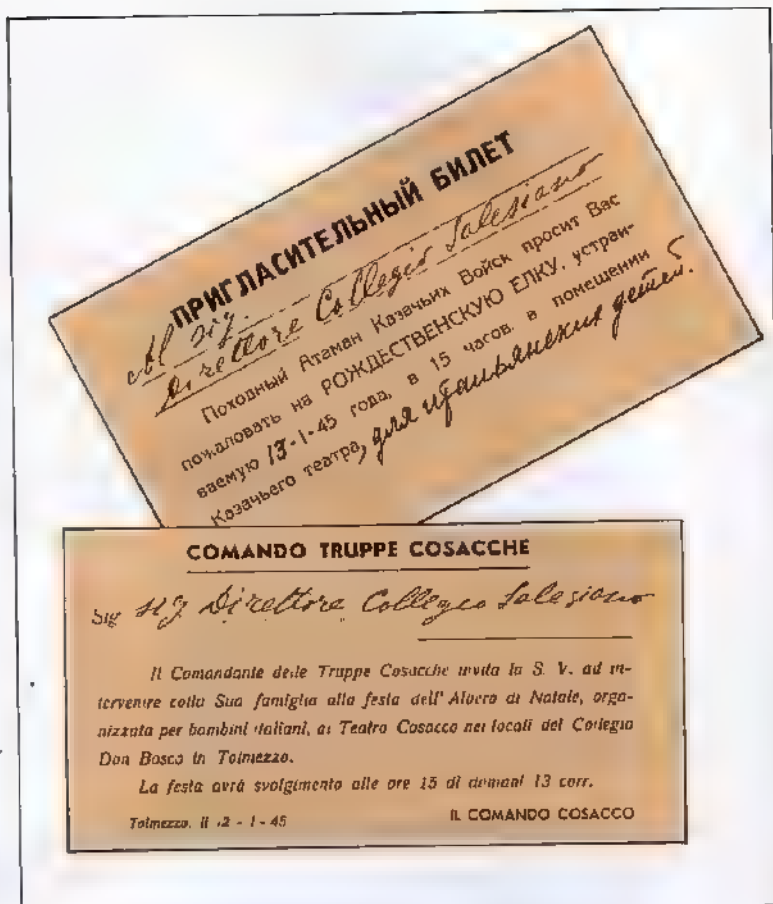 ПРИГЛАСИТЕЛЬНЫЙ БИЛЕТ
Al sig.
Direttore Collegio Salesiano
Походный Атаман Казачьих Войск просит Вас
пожаловать на РОЖДЕСТВЕНСКУЮ ЕЛКУ, устраи-
ваемую 13-1-45 года, в 15 часов, в помещении
Казачьего театра, для итальянских детей.
COMANDO TRUPPE COSACCHE
Sig. sig Direttore Collegio Salesiano
Il Comandante delle Truppe Cosacche invita la S. V. ad in-
tervenire colla Sua famiglia alla festa dell'Albero di Natale, orga-
nizzata per bambini italiani, al Teatro Cosacco nei locali del Collegio
Don Bosco in Tolmezzo.
La festa avrà svolgimento alle ore 15 di domani 13 corr.
Tolmezzo, li 12 - 1 - 45
IL COMANDO COSACCO